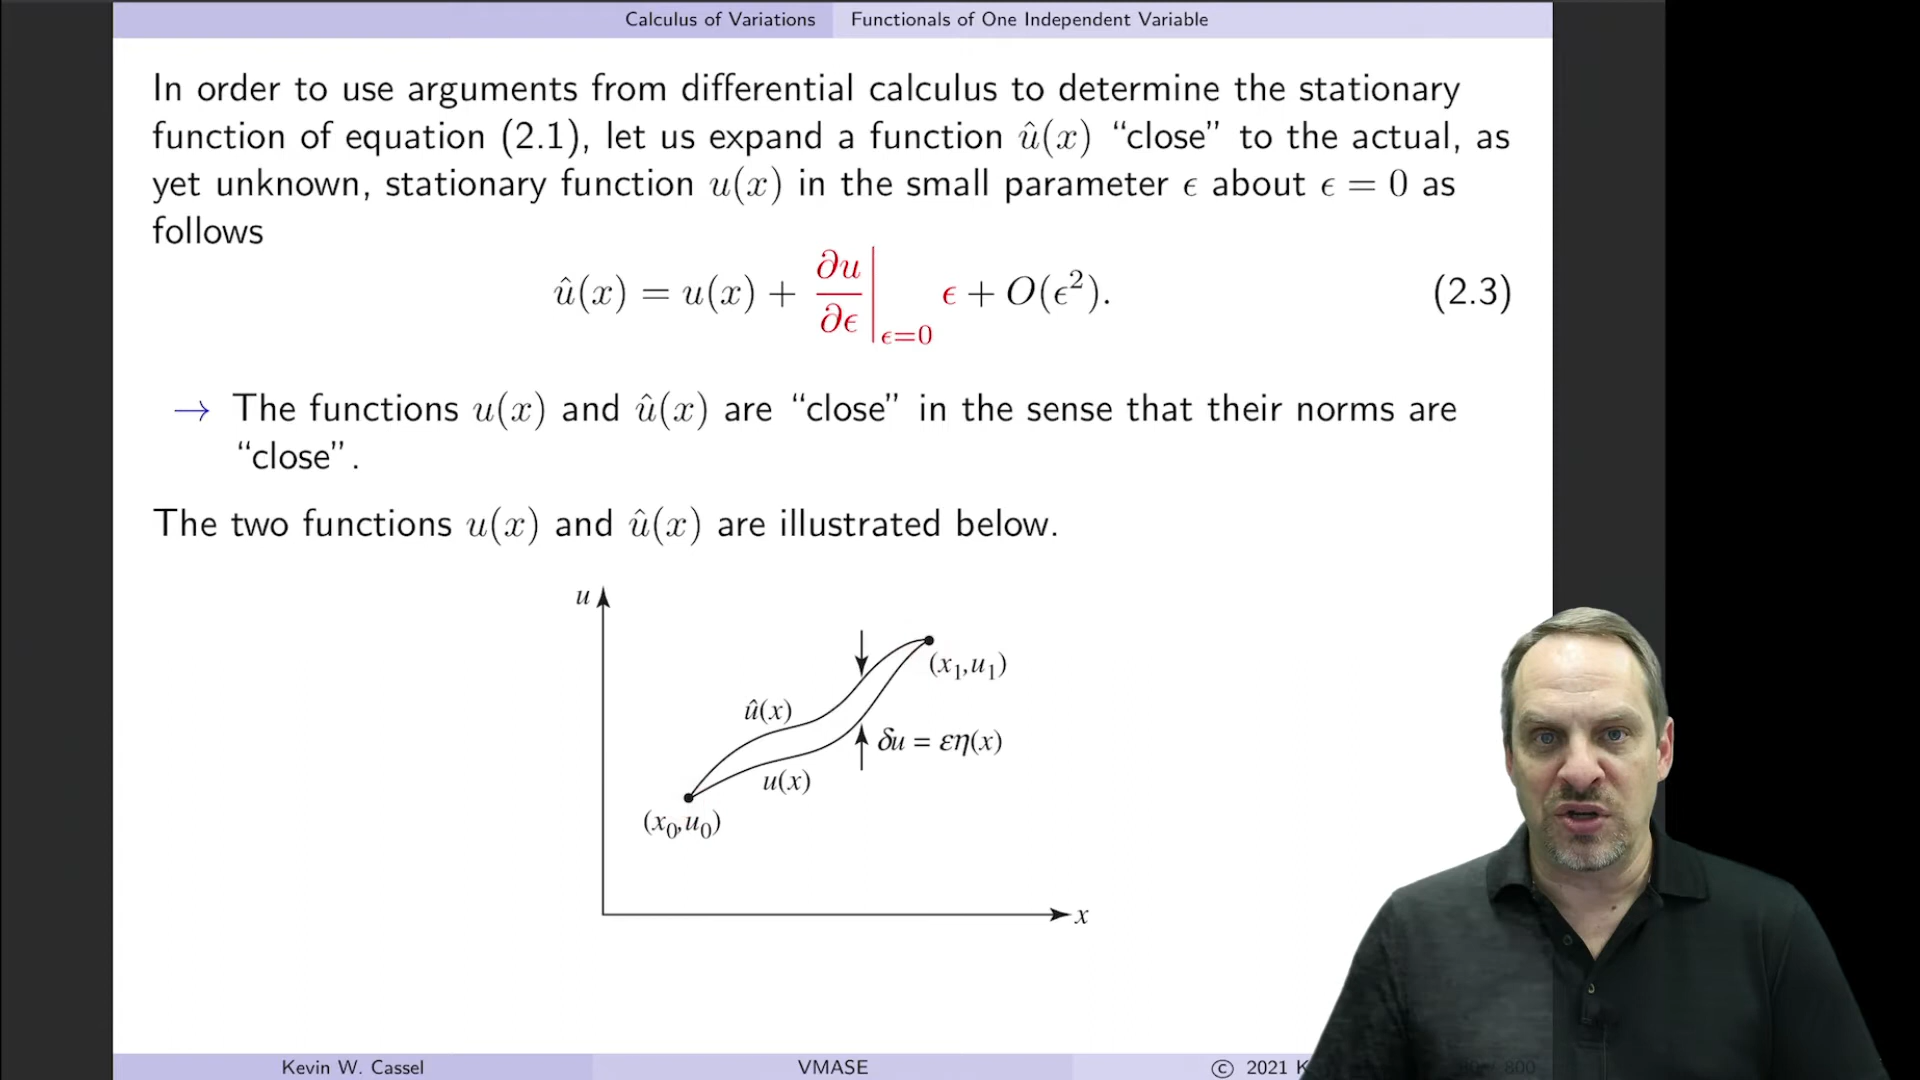 Calculus of Variations Functionals of One Independent Variable
In order to use arguments from differential calculus to determine the stationary
function of equation (2.1), let us expand a function û(x) “close” to the actual, as
yet unknown, stationary function u(x) in the small parameter ϵ about ϵ = 0 as
follows
û(x) = u(x) + ∂u/∂ϵ|ϵ=0 ϵ + O(ϵ²). (2.3)
→ The functions u(x) and û(x) are “close” in the sense that their norms are
“close”.
The two functions u(x) and û(x) are illustrated below.
u
(x₁,u₁)
û(x)
δu = εη(x)
u(x)
(x₀,u₀)
x
Kevin W. Cassel VMASE © 2021 K 800